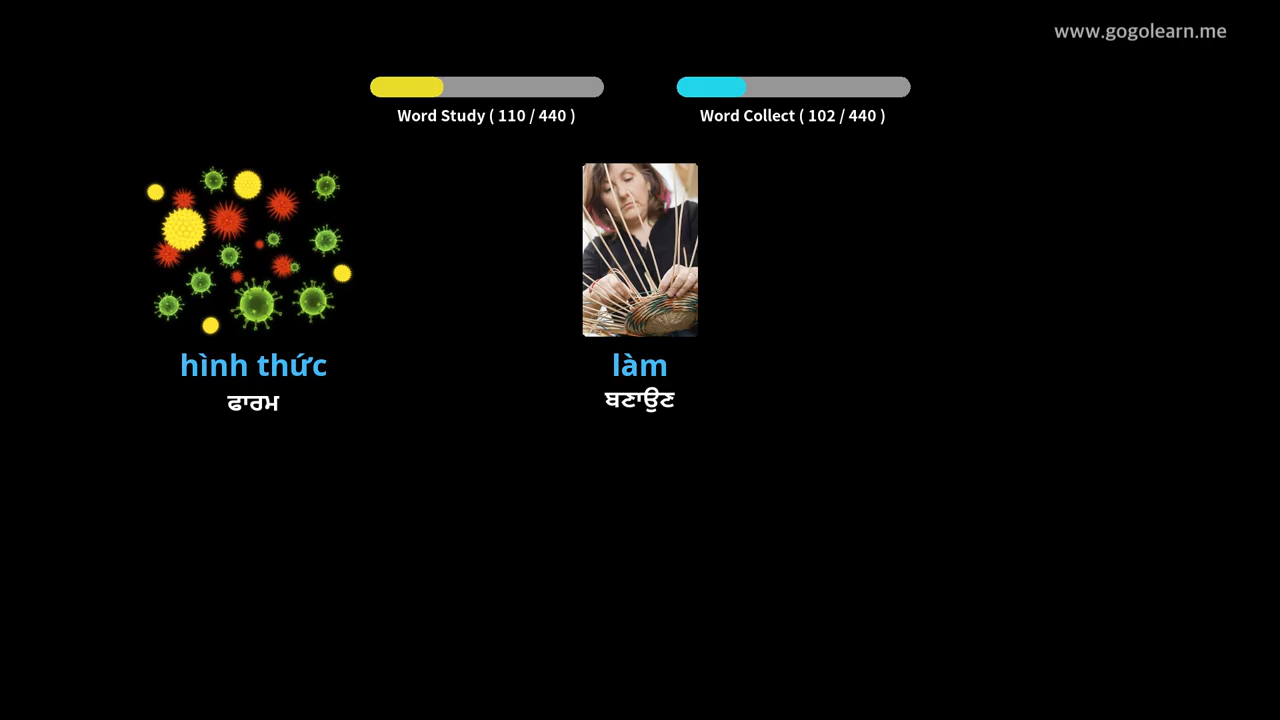 www.gogolearn.me
Word Study ( 110 / 440 )
Word Collect ( 102 / 440 )
hình thức
ਫਾਰਮ
làm
ਬਣਾਉਣ